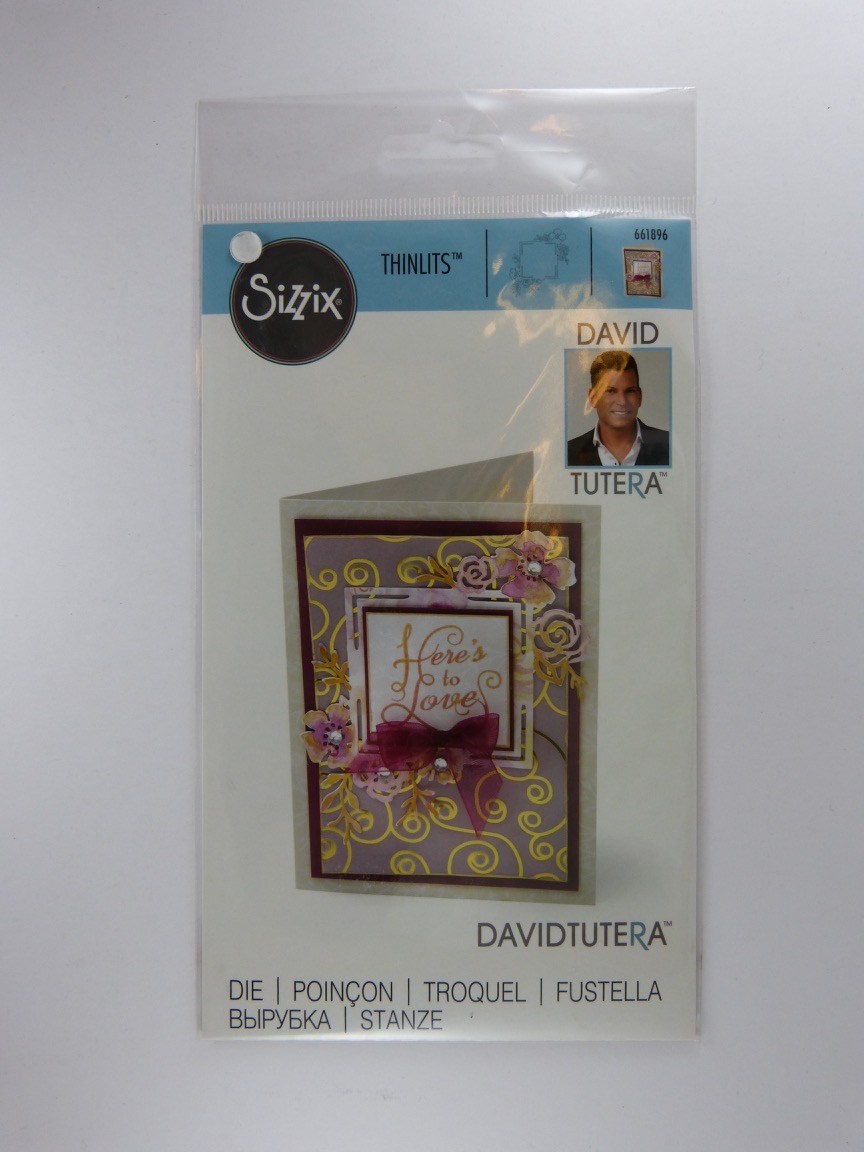 Sizzix®
THINLITS™
661896
DAVID
TUTERA™
Here's
to
Love
DAVIDTUTERA™
DIE | POINÇON | TROQUEL | FUSTELLA
ВЫРУБКА | STANZE